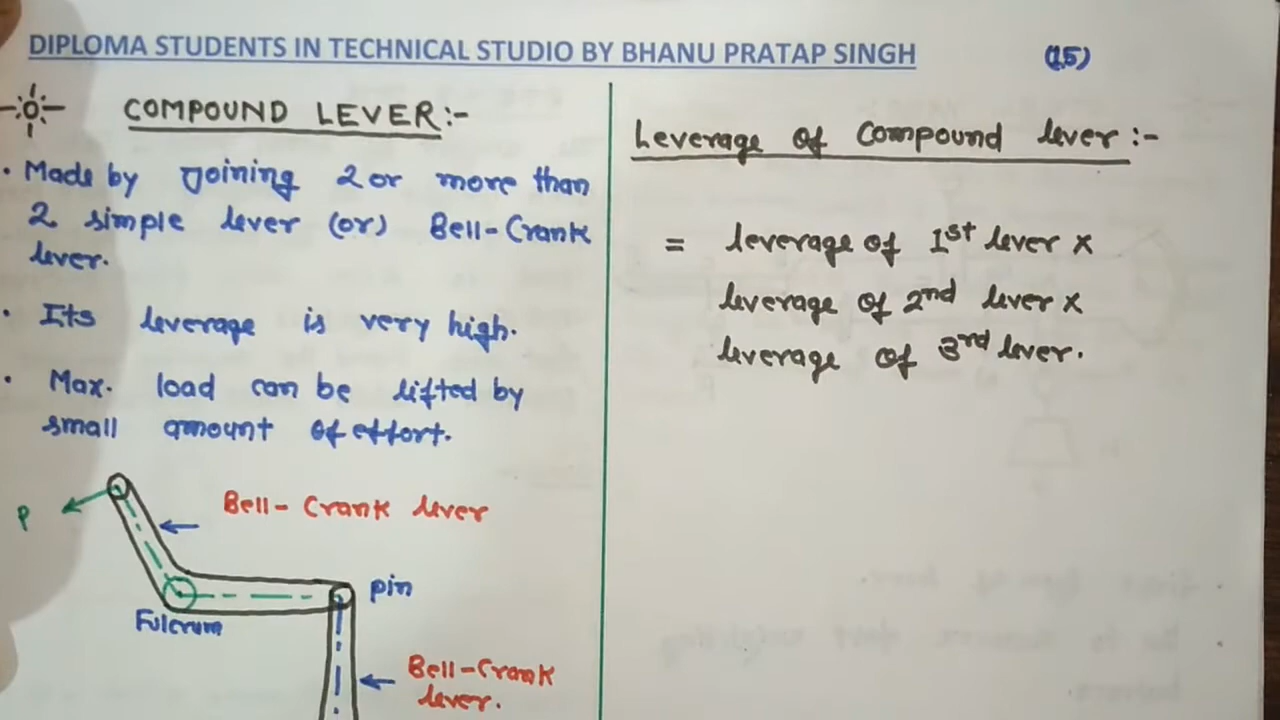 DIPLOMA STUDENTS IN TECHNICAL STUDIO BY BHANU PRATAP SINGH
(15)
COMPOUND LEVER:-
• Made by Joining 2 or more than
2 simple lever (or) Bell-Crank
lever.
• Its leverage is very high.
• Max. load can be lifted by
small amount of effort.
P
Bell-Crank lever
Pin
Fulcrum
Bell-Crank
lever.
Leverage of Compound lever:-
= leverage of 1st lever ×
leverage of 2nd lever ×
leverage of 3rd lever.